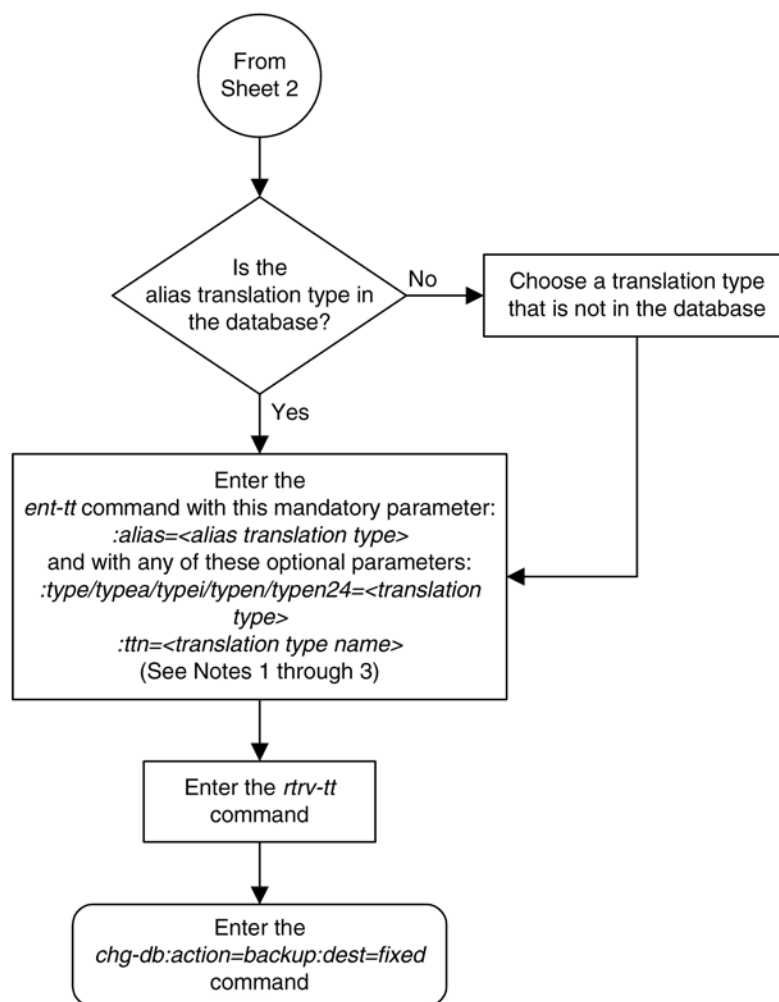 From
Sheet 2
Is the
alias translation type in
the database?
No
Choose a translation type
that is not in the database
Yes
Enter the
ent-tt command with this mandatory parameter:
:alias=<alias translation type>
and with any of these optional parameters:
:type/typea/typei/typen/typen24=<translation
type>
:ttn=<translation type name>
(See Notes 1 through 3)
Enter the rtrv-tt
command
Enter the
chg-db:action=backup:dest=fixed
command